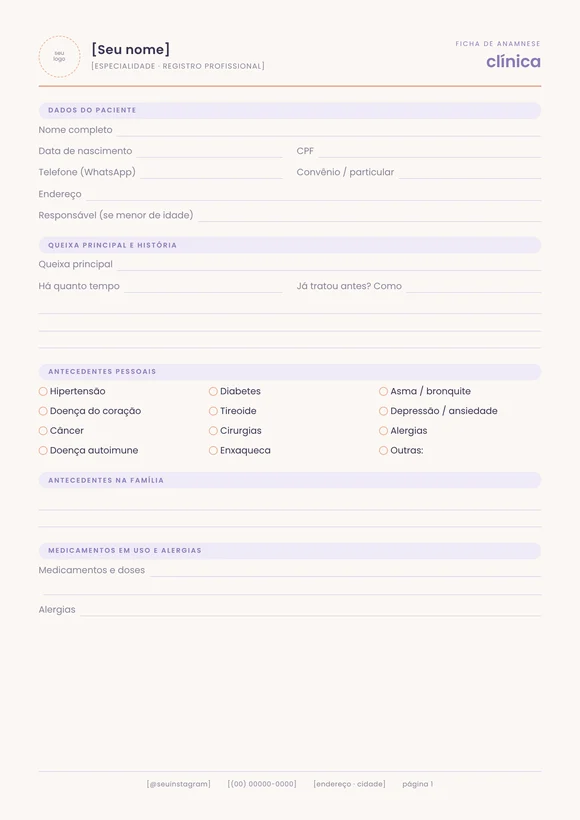 seu
logo
[Seu nome]
[ESPECIALIDADE · REGISTRO PROFISSIONAL]
FICHA DE ANAMNESE
clínica
DADOS DO PACIENTE
Nome completo
Data de nascimento CPF
Telefone (WhatsApp) Convênio / particular
Endereço
Responsável (se menor de idade)
QUEIXA PRINCIPAL E HISTÓRIA
Queixa principal
Há quanto tempo Já tratou antes? Como
ANTECEDENTES PESSOAIS
Hipertensão Diabetes Asma / bronquite
Doença do coração Tireoide Depressão / ansiedade
Câncer Cirurgias Alergias
Doença autoimune Enxaqueca Outras:
ANTECEDENTES NA FAMÍLIA
MEDICAMENTOS EM USO E ALERGIAS
Medicamentos e doses
Alergias
[@seuinstagram] [(00) 00000-0000] [endereço · cidade] página 1